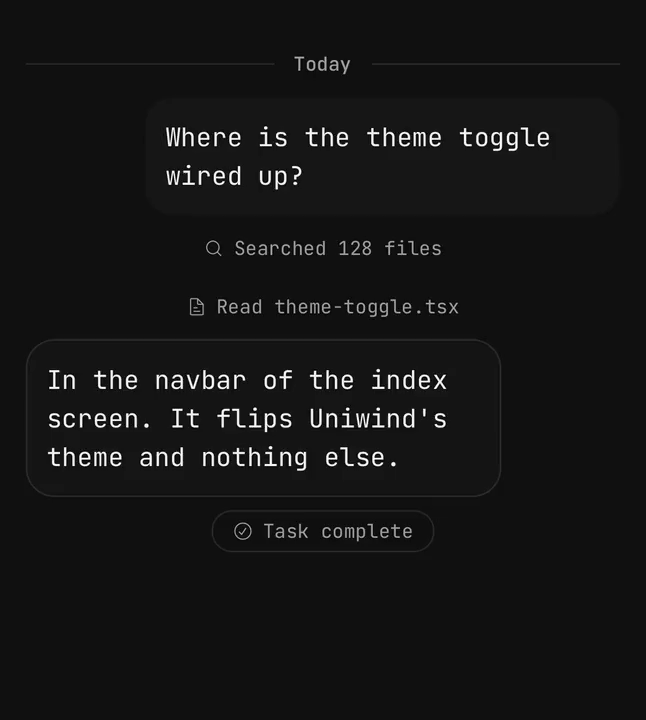 Today
Where is the theme toggle
wired up?
Searched 128 files
Read theme-toggle.tsx
In the navbar of the index
screen. It flips Uniwind's
theme and nothing else.
Task complete